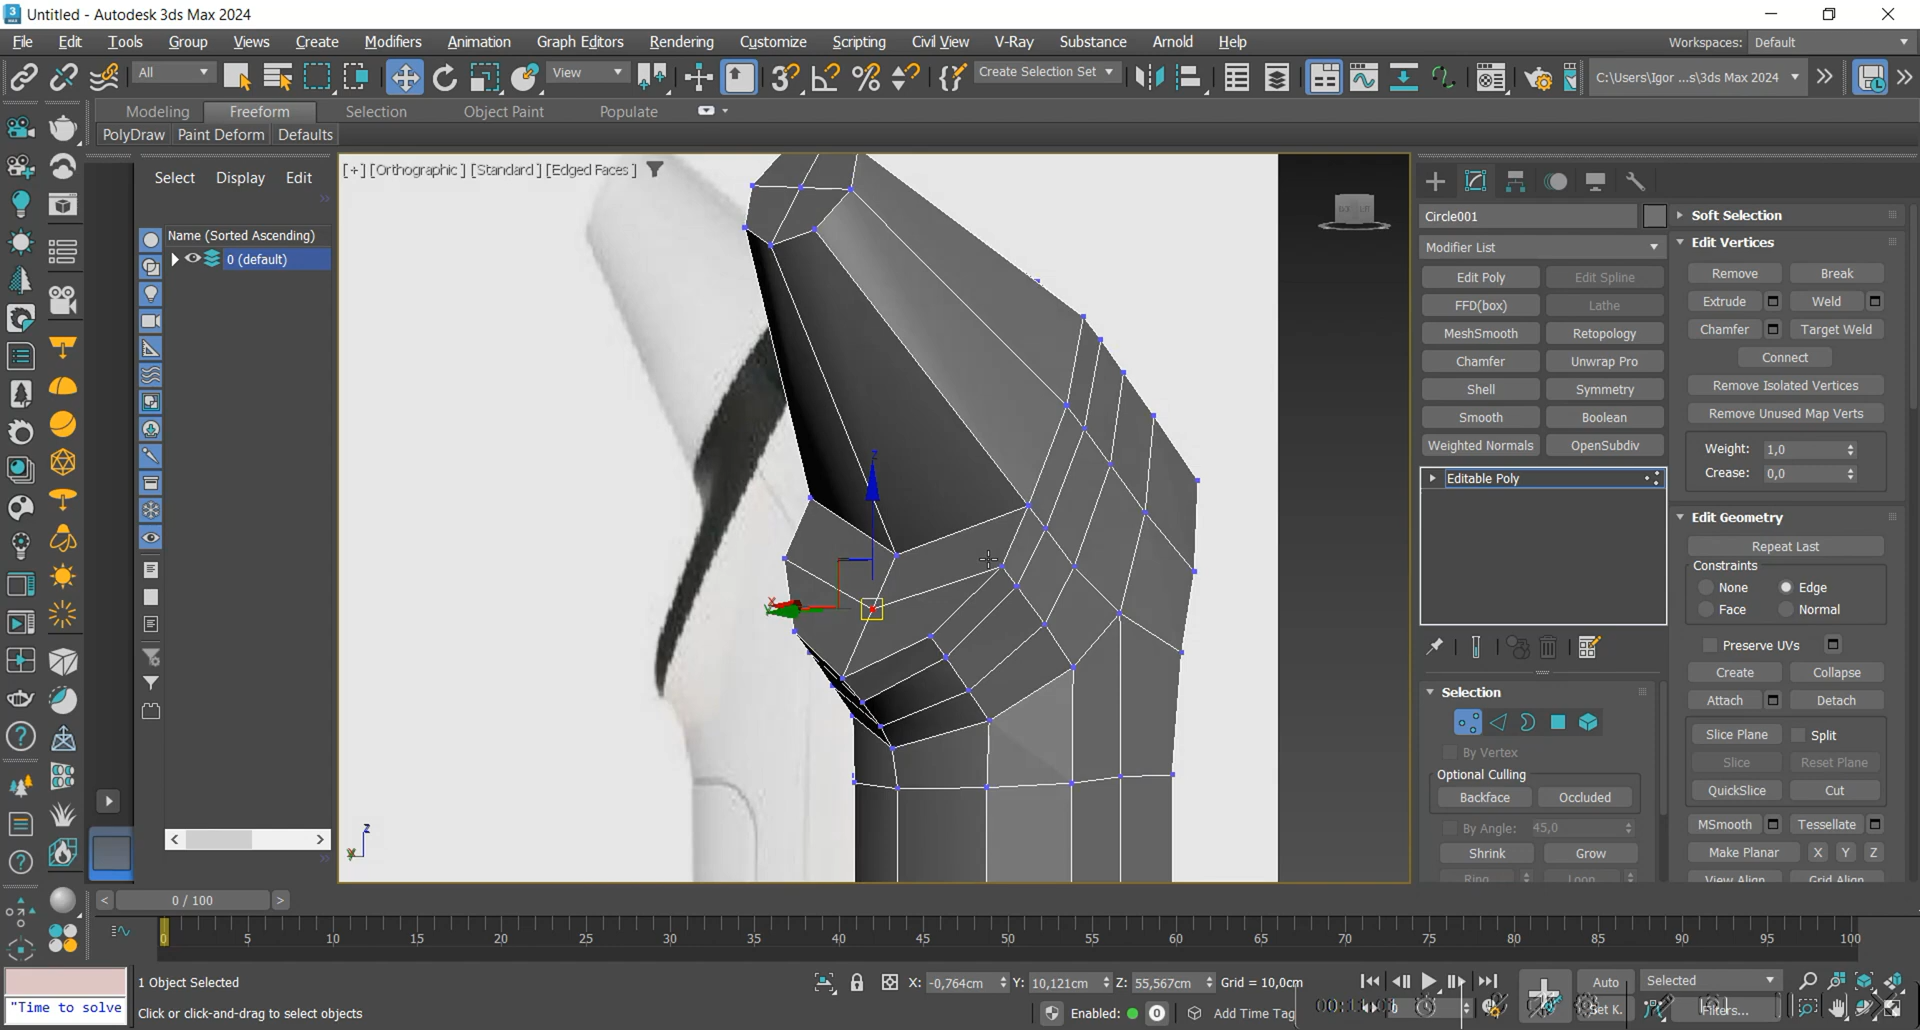 Untitled - Autodesk 3ds Max 2024
File Edit Tools Group Views Create Modifiers Animation Graph Editors Rendering Customize Scripting Civil View V-Ray Substance Arnold Help
Workspaces: Default
All
View
Create Selection Set
C:\Users\Igor ...s\3ds Max 2024
Modeling Freeform Selection Object Paint Populate
PolyDraw Paint Deform Defaults
Select Display Edit
Name (Sorted Ascending)
0 (default)
[+] [Orthographic] [Standard] [Edged Faces]
Circle001
Modifier List
Edit Poly Edit Spline
FFD(box) Lathe
MeshSmooth Retopology
Chamfer Unwrap Pro
Shell Symmetry
Smooth Boolean
Weighted Normals OpenSubdiv
Editable Poly
Selection
By Vertex
Optional Culling
Backface Occluded
By Angle: 45,0
Shrink Grow
Ring Loop
Soft Selection
Edit Vertices
Remove Break
Extrude Weld
Chamfer Target Weld
Connect
Remove Isolated Vertices
Remove Unused Map Verts
Weight: 1,0
Crease: 0,0
Edit Geometry
Repeat Last
Constraints
None Edge
Face Normal
Preserve UVs
Create Collapse
Attach Detach
Slice Plane Split
Slice Reset Plane
QuickSlice Cut
MSmooth Tessellate
Make Planar X Y Z
View Align Grid Align
z
x
y
z
y
< 0 / 100 >
0 5 10 15 20 25 30 35 40 45 50 55 60 65 70 75 80 85 90 95 100
"Time to solve
1 Object Selected
Click or click-and-drag to select objects
X: -0,764cm Y: 10,121cm Z: 55,567cm Grid = 10,0cm
Enabled: 0 Add Time Tag
Auto Selected
Set K. Filters...